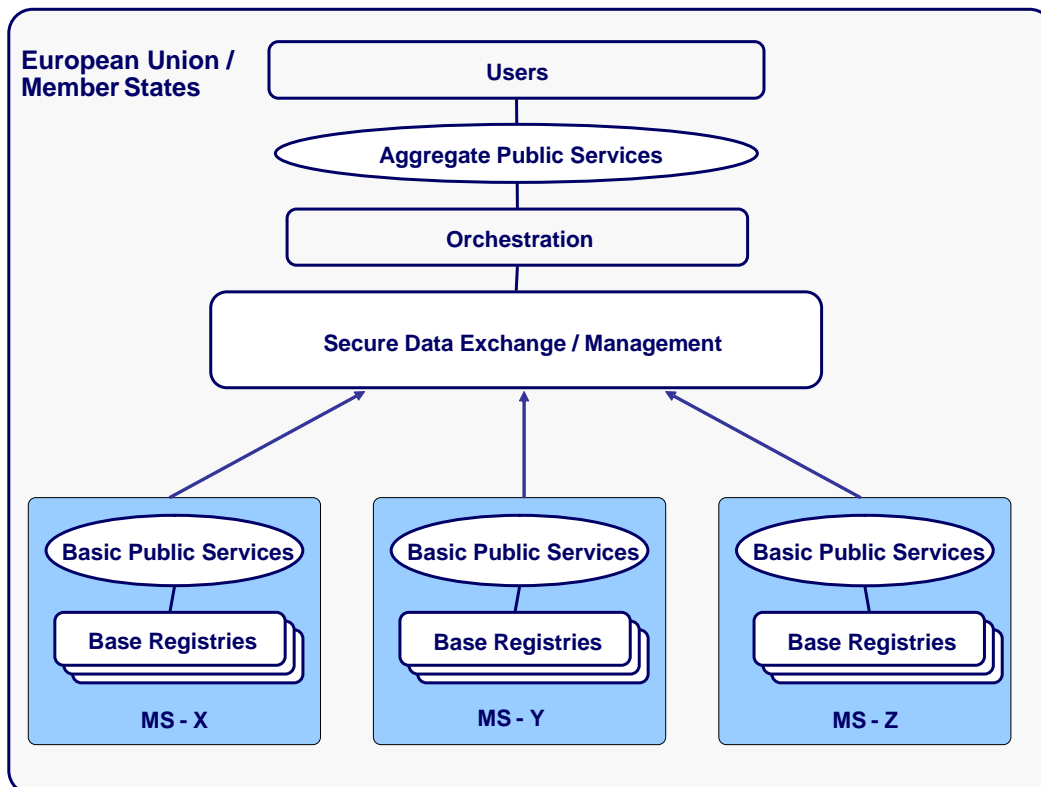 European Union /
Member States
Users
Aggregate Public Services
Orchestration
Secure Data Exchange / Management
Basic Public Services
Base Registries
MS - X
Basic Public Services
Base Registries
MS - Y
Basic Public Services
Base Registries
MS - Z